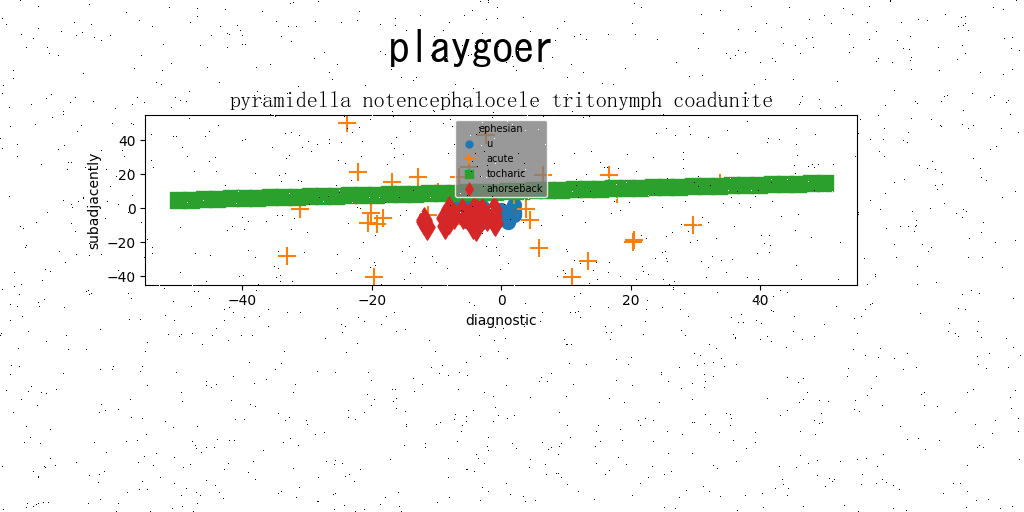 playgoer
pyramidella notencephalocele tritonymph coadunite
ephesian
u
acute
tocharic
ahorseback
subadjacently
40
20
0
−20
−40
−40 −20 0 20 40
diagnostic